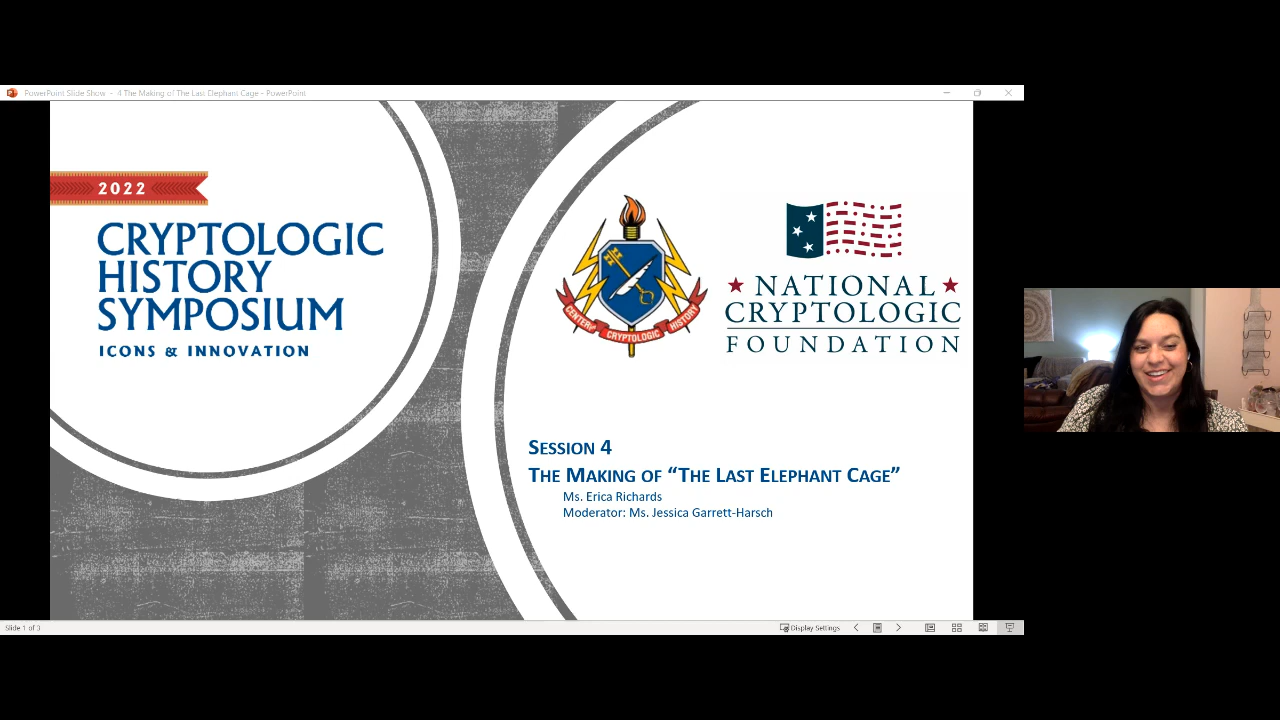 PowerPoint Slide Show - 4 The Making of The Last Elephant Cage - PowerPoint
2022
CRYPTOLOGIC
HISTORY
SYMPOSIUM
ICONS & INNOVATION
CENTER for CRYPTOLOGIC HISTORY
NATIONAL
CRYPTOLOGIC
FOUNDATION
SESSION 4
THE MAKING OF “THE LAST ELEPHANT CAGE”
Ms. Erica Richards
Moderator: Ms. Jessica Garrett-Harsch
Slide 1 of 3
Display Settings